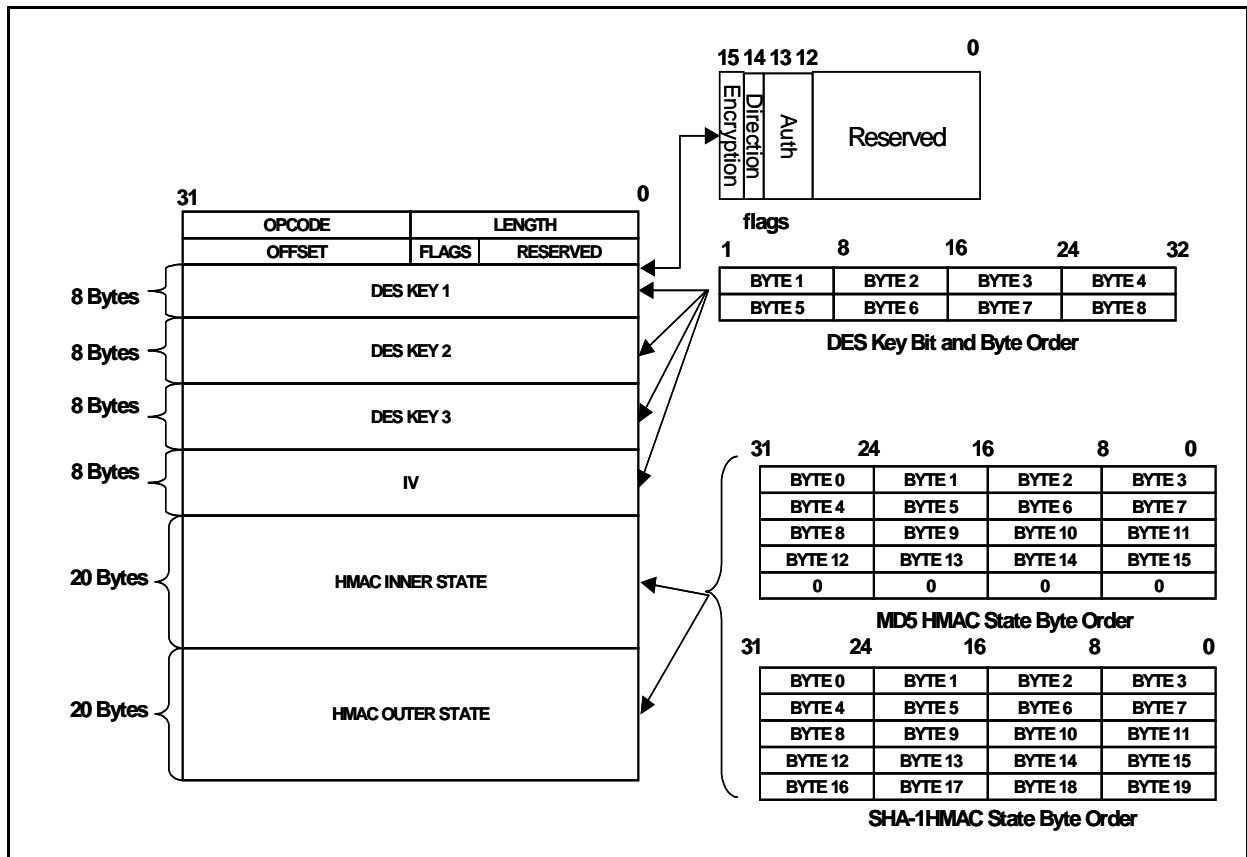 15 14 13 12 0
Encryption
Direction
Auth
Reserved
flags
31 0
OPCODE LENGTH
OFFSET FLAGS RESERVED
8 Bytes DES KEY 1
8 Bytes DES KEY 2
8 Bytes DES KEY 3
8 Bytes IV
20 Bytes HMAC INNER STATE
20 Bytes HMAC OUTER STATE
1 8 16 24 32
BYTE 1 BYTE 2 BYTE 3 BYTE 4
BYTE 5 BYTE 6 BYTE 7 BYTE 8
DES Key Bit and Byte Order
31 24 16 8 0
BYTE 0 BYTE 1 BYTE 2 BYTE 3
BYTE 4 BYTE 5 BYTE 6 BYTE 7
BYTE 8 BYTE 9 BYTE 10 BYTE 11
BYTE 12 BYTE 13 BYTE 14 BYTE 15
0 0 0 0
MD5 HMAC State Byte Order
31 24 16 8 0
BYTE 0 BYTE 1 BYTE 2 BYTE 3
BYTE 4 BYTE 5 BYTE 6 BYTE 7
BYTE 8 BYTE 9 BYTE 10 BYTE 11
BYTE 12 BYTE 13 BYTE 14 BYTE 15
BYTE 16 BYTE 17 BYTE 18 BYTE 19
SHA-1HMAC State Byte Order